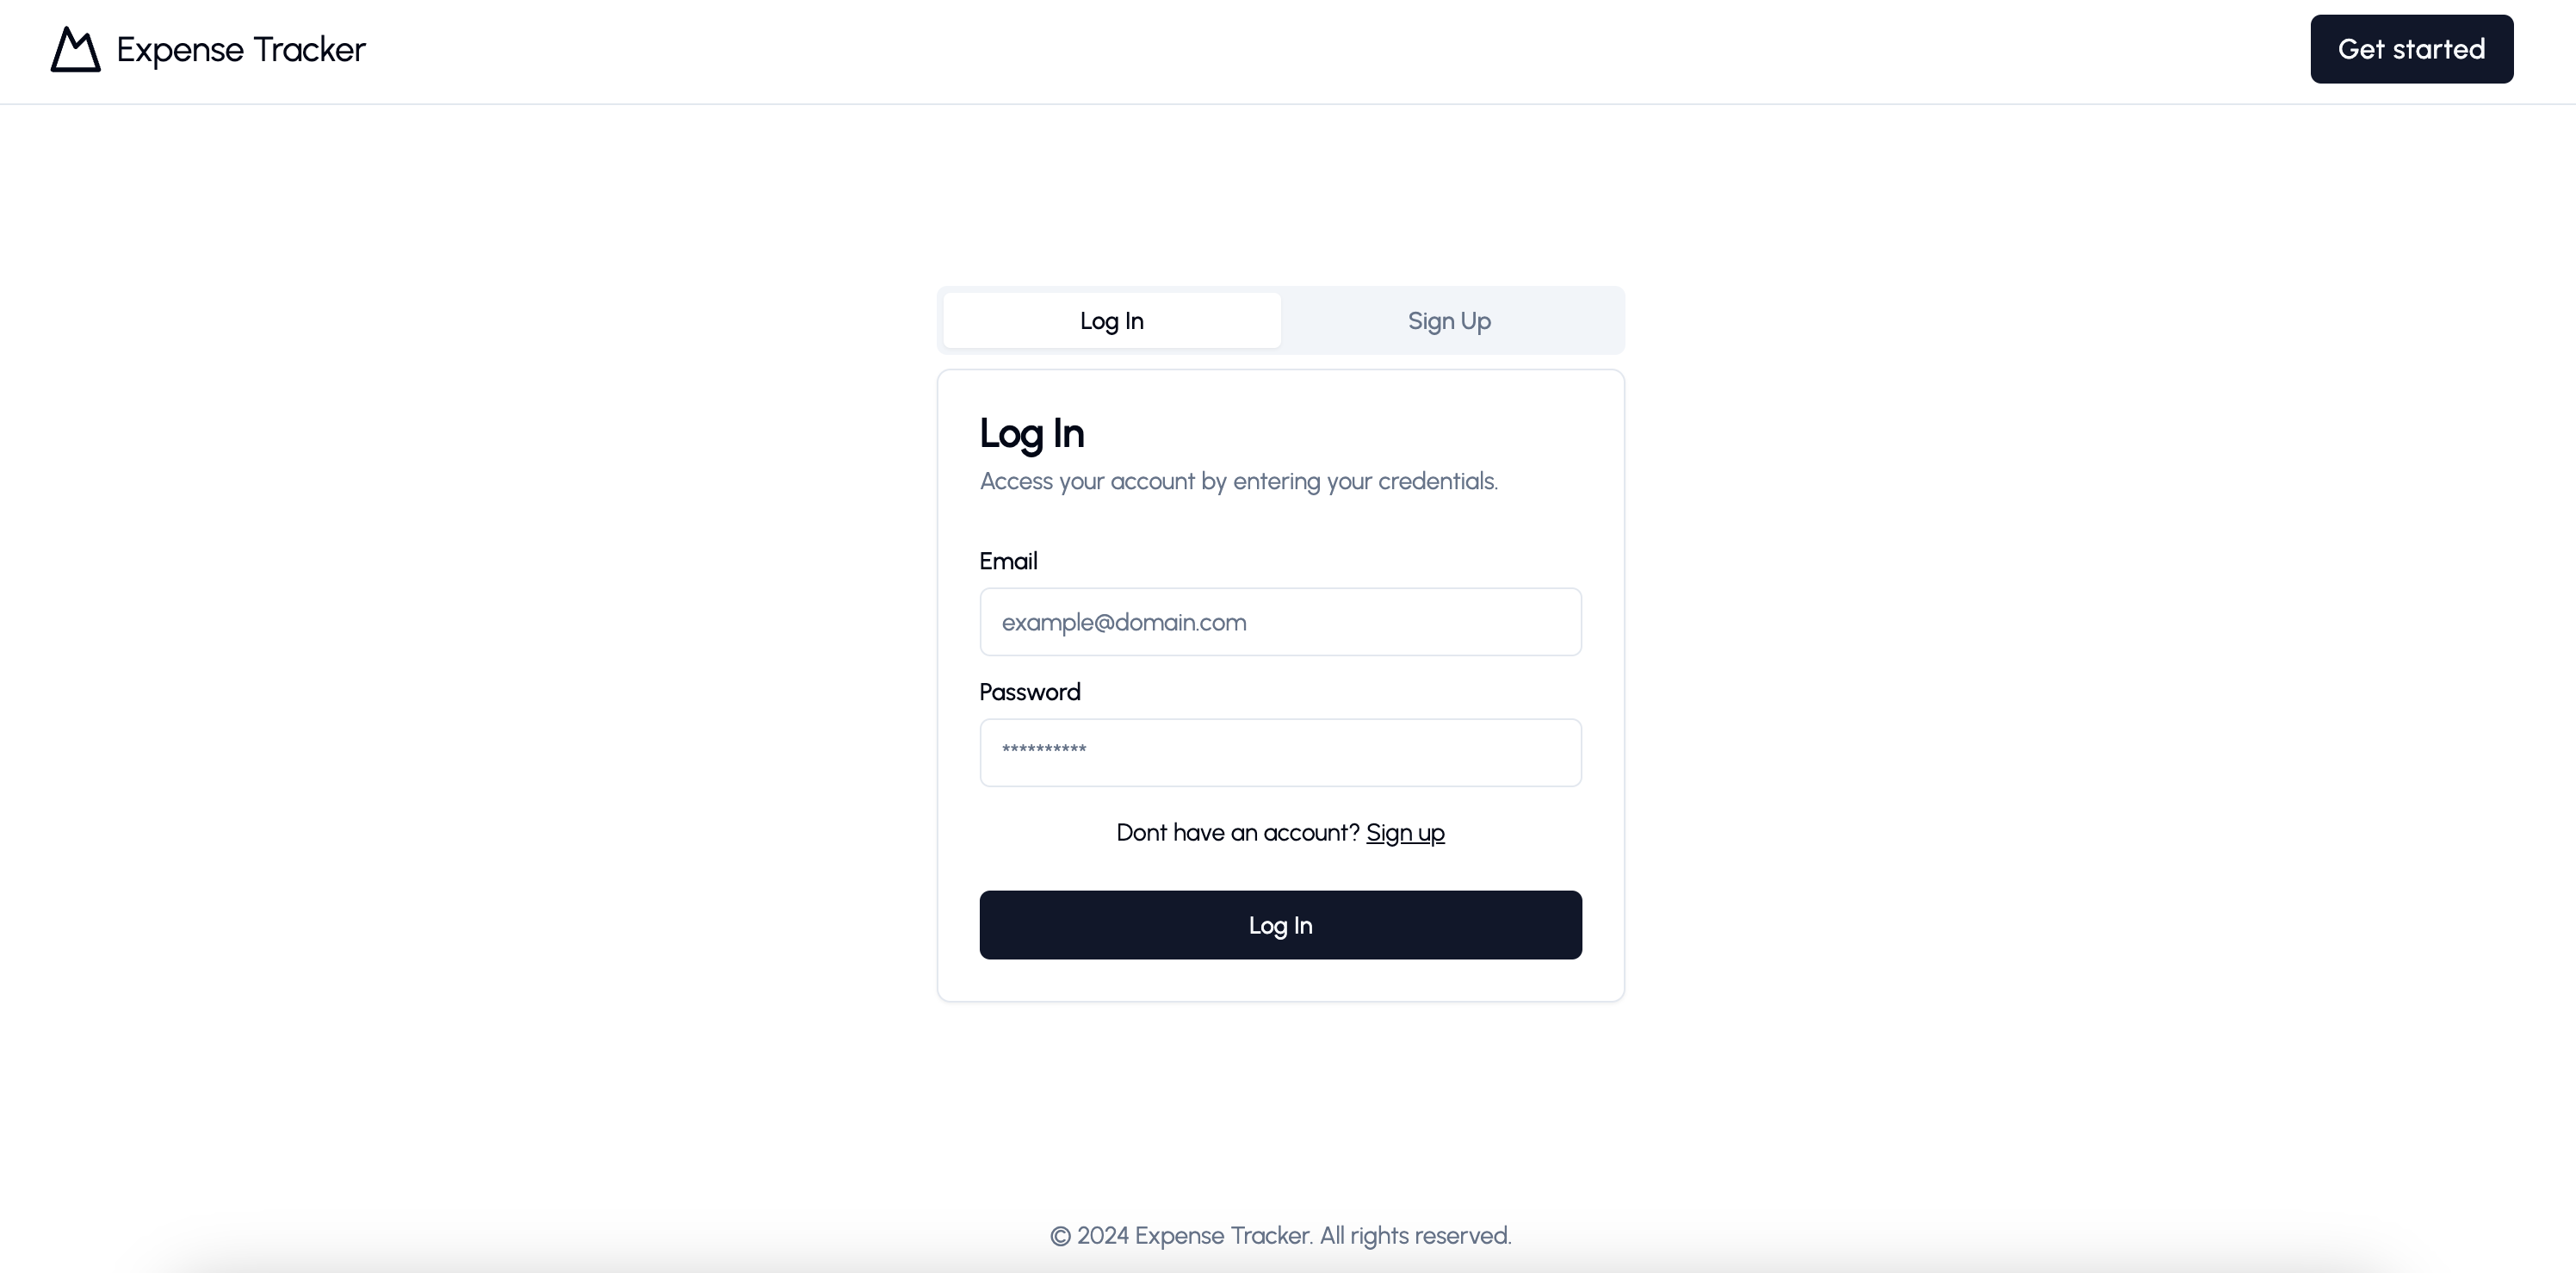 Expense Tracker
Get started
Log In
Sign Up
Log In
Access your account by entering your credentials.
Email
example@domain.com
Password
**********
Dont have an account? Sign up
Log In
© 2024 Expense Tracker. All rights reserved.